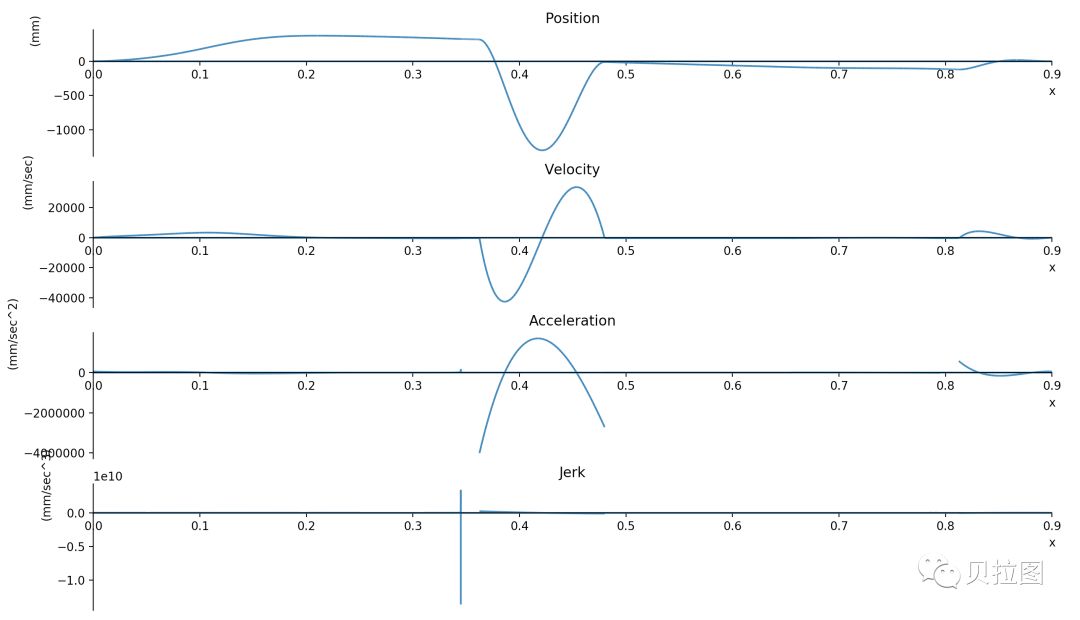 Position
(mm)
0
−500
−1000
0.0 0.1 0.2 0.3 0.4 0.5 0.6 0.7 0.8 0.9
x
Velocity
(mm/sec)
20000
0
−20000
−40000
0.0 0.1 0.2 0.3 0.4 0.5 0.6 0.7 0.8 0.9
x
Acceleration
(mm/sec^2)
0
−2000000
−4000000
0.0 0.1 0.2 0.3 0.4 0.5 0.6 0.7 0.8 0.9
x
Jerk
(mm/sec^3)
1e10
0.0
−0.5
−1.0
0.0 0.1 0.2 0.3 0.4 0.5 0.6 0.7 0.8 0.9
x
贝拉图